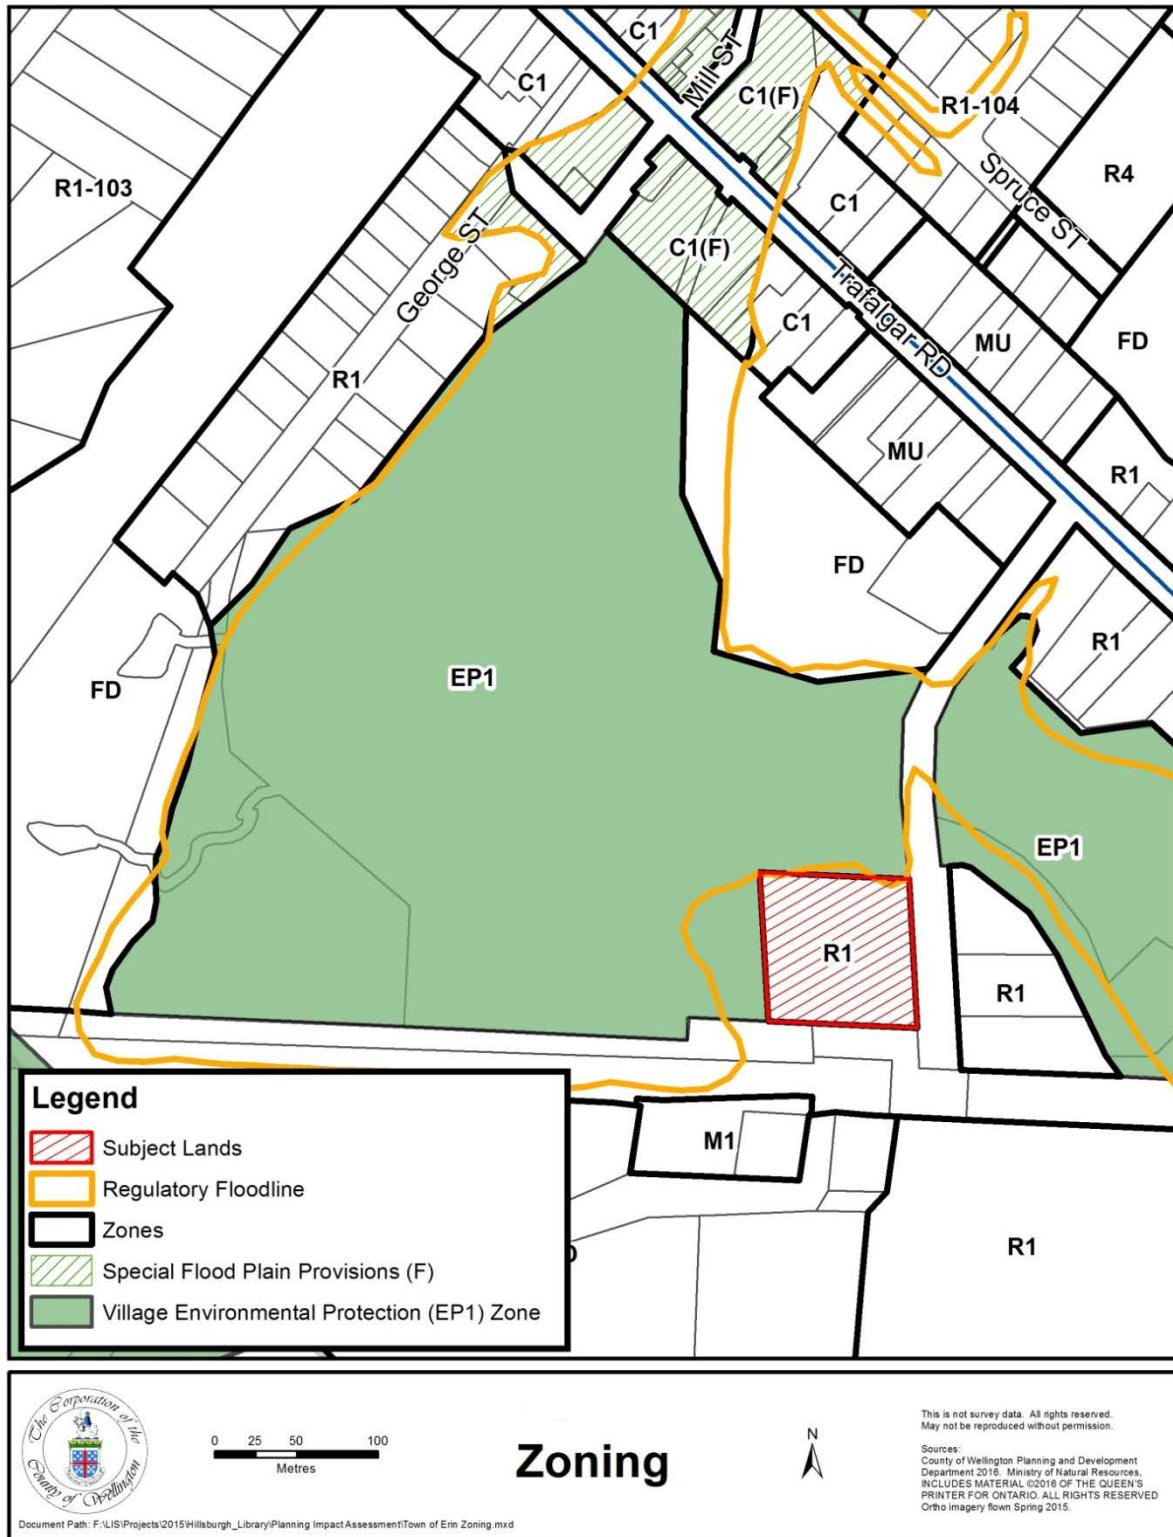 C1
Mill ST
C1
C1(F)
R1-104
R1-103
R4
Spruce ST
C1
C1(F)
George ST
Trafalgar RD
C1
MU
FD
R1
MU
R1
FD
R1
EP1
FD
EP1
R1
R1
M1
R1
Legend
Subject Lands
Regulatory Floodline
Zones
Special Flood Plain Provisions (F)
Village Environmental Protection (EP1) Zone
The Corporation of the
County of Wellington
0 25 50 100
Metres
Zoning
N
This is not survey data. All rights reserved.
May not be reproduced without permission.
Sources:
County of Wellington Planning and Development
Department 2016. Ministry of Natural Resources,
INCLUDES MATERIAL ©2016 OF THE QUEEN'S
PRINTER FOR ONTARIO. ALL RIGHTS RESERVED
Ortho imagery flown Spring 2015.
Document Path: F:\LIS\Projects\2015\Hillsburgh_Library\Planning Impact Assessment\Town of Erin Zoning.mxd